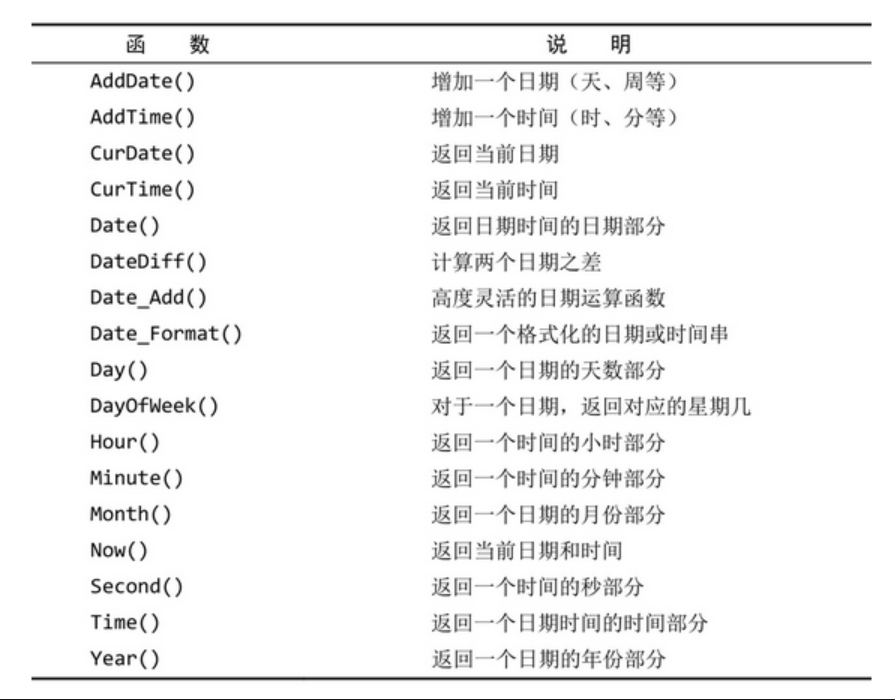 函 数 说 明
AddDate() 增加一个日期（天、周等）
AddTime() 增加一个时间（时、分等）
CurDate() 返回当前日期
CurTime() 返回当前时间
Date() 返回日期时间的日期部分
DateDiff() 计算两个日期之差
Date_Add() 高度灵活的日期运算函数
Date_Format() 返回一个格式化的日期或时间串
Day() 返回一个日期的天数部分
DayOfWeek() 对于一个日期，返回对应的星期几
Hour() 返回一个时间的小时部分
Minute() 返回一个时间的分钟部分
Month() 返回一个日期的月份部分
Now() 返回当前日期和时间
Second() 返回一个时间的秒部分
Time() 返回一个日期时间的时间部分
Year() 返回一个日期的年份部分